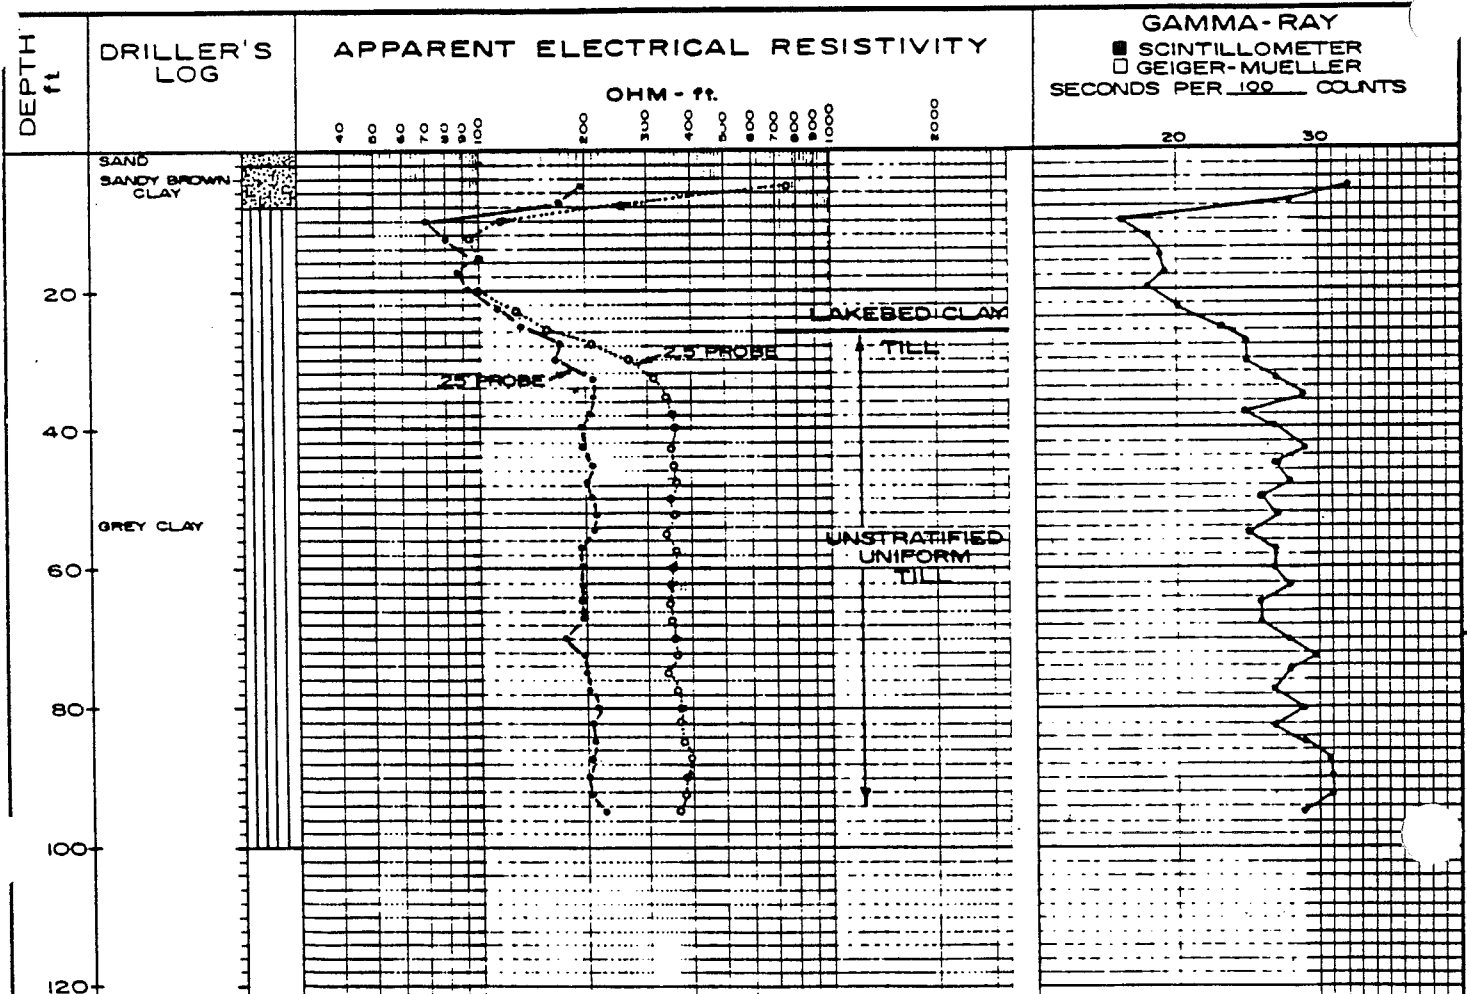 DEPTH
ft
DRILLER'S
LOG
APPARENT ELECTRICAL RESISTIVITY
OHM - ft.
40 50 60 70 80 90 100 200 300 400 500 600 700 800 900 1000 2000
GAMMA-RAY
■ SCINTILLOMETER
□ GEIGER-MUELLER
SECONDS PER 100 COUNTS
20 30
SAND
SANDY BROWN
CLAY
20
LAKEBED CLAY
TILL
2.5 PROBE
.25 PROBE
40
GREY CLAY
UNSTRATIFIED
UNIFORM
TILL
60
80
100
120